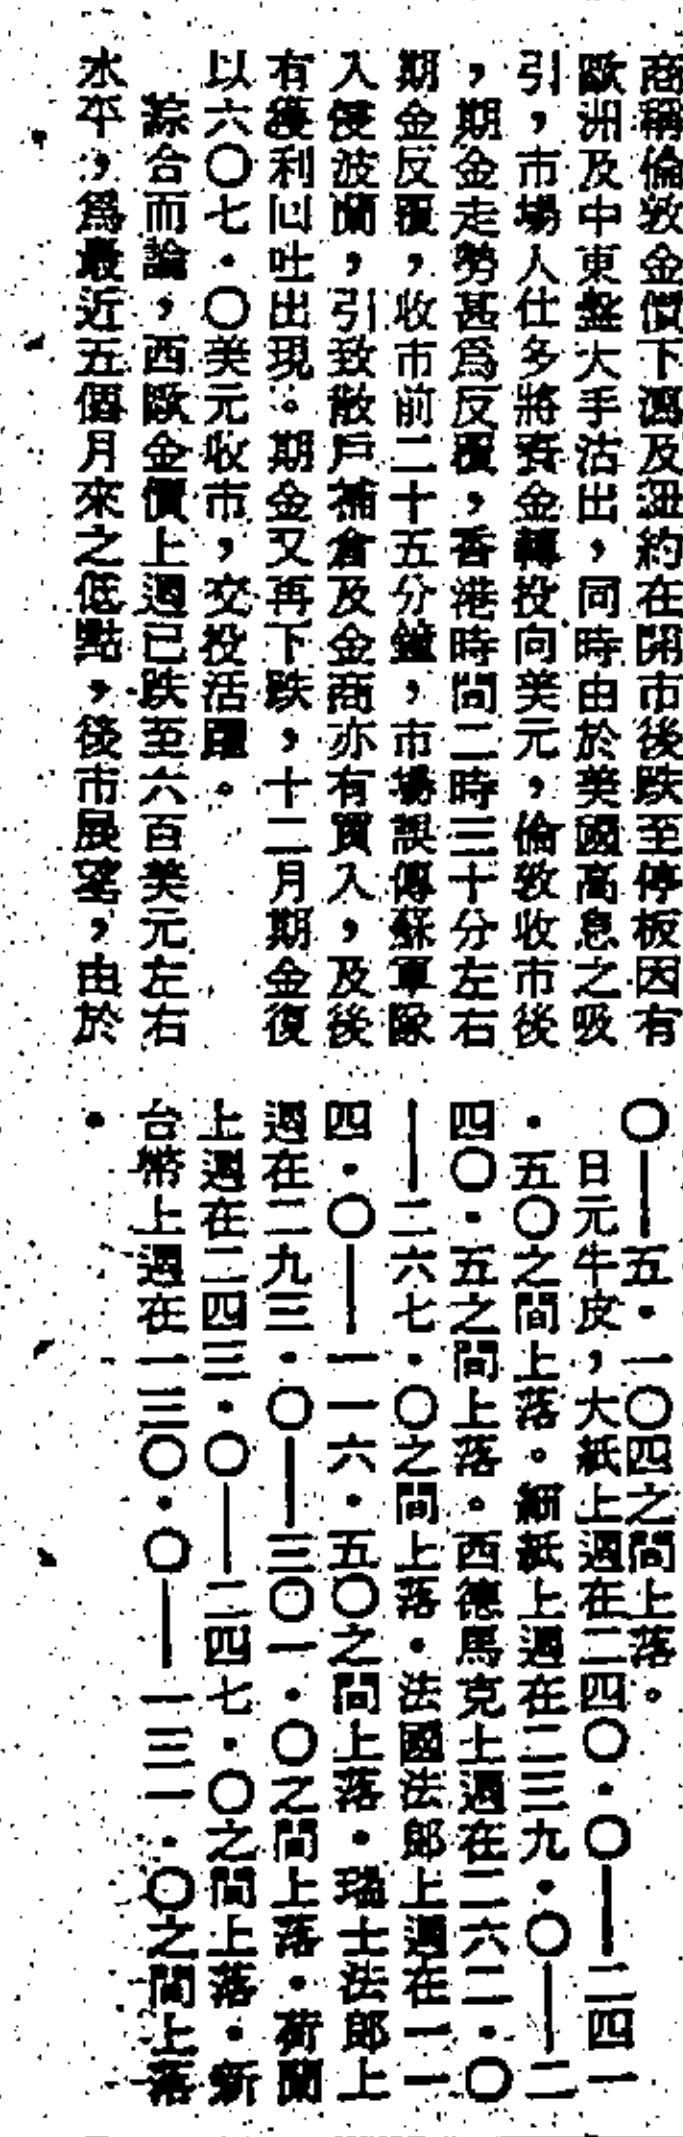 商稱倫敦金價下瀉及紐約在開市後跌至停板因有
歐洲及中東盤大手沽出，同時由於美國高息之吸
引，市場人仕多將資金轉投向美元，倫敦收市後
，期金走勢甚爲反覆，香港時間二時三十分左右
期金反覆，收市前二十五分鐘，市場誤傳蘇軍隊
入侵波蘭，引致散戶補倉及金商亦有買入，及後
有獲利回吐出現。期金又再下跌，十二月期金復
以六〇七．〇美元收市，交投活躍。
綜合而論，西歐金價上週已跌至六百美元左右
水平，爲最近五個月來之低點，後市展望，由於
〇——五．一〇四之間上落。
日元牛皮，大紙上週在二四〇．〇——二四一
．五〇之間上落。細紙上週在二三九．〇——二
四〇．五之間上落。西德馬克上週在二六二．〇
——二六七．〇之間上落．法國法郎上週在一一
四．〇——一一六．五〇之間上落．瑞士法郎上
週在二九三．〇——三〇一．〇之間上落．荷蘭
上週在二四三．〇——二四七．〇之間上落．新
台幣上週在一三〇．〇——一三一．〇之間上落
．